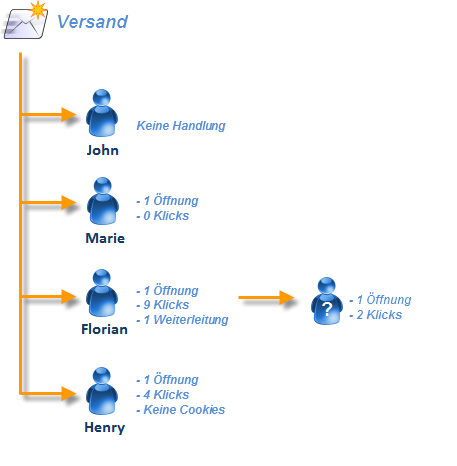 Versand
Keine Handlung
John
- 1 Öffnung
- 0 Klicks
Marie
- 1 Öffnung
- 9 Klicks
- 1 Weiterleitung
Florian
?
- 1 Öffnung
- 2 Klicks
- 1 Öffnung
- 4 Klicks
- Keine Cookies
Henry